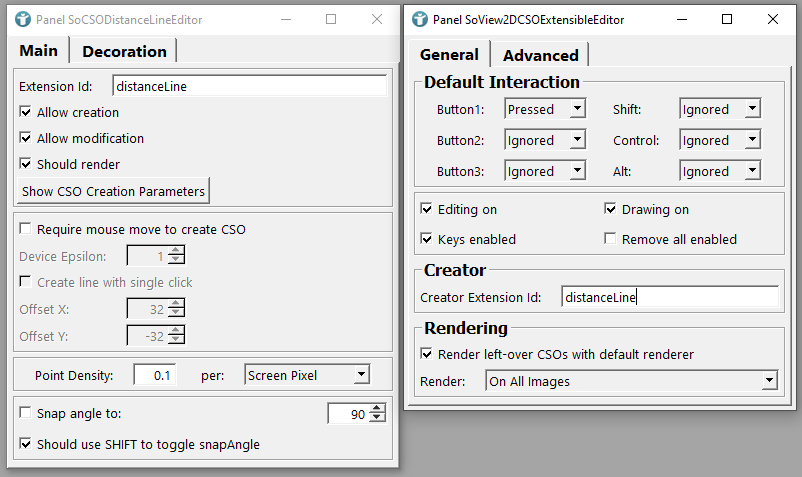 Panel SoCSODistanceLineEditor
Main
Decoration
Extension Id:
distanceLine
Allow creation
Allow modification
Should render
Show CSO Creation Parameters
Require mouse move to create CSO
Device Epsilon:
1
Create line with single click
Offset X:
32
Offset Y:
-32
Point Density:
0.1
per:
Screen Pixel
Snap angle to:
90
Should use SHIFT to toggle snapAngle
Panel SoView2DCSOExtensibleEditor
General
Advanced
Default Interaction
Button1:
Pressed
Shift:
Ignored
Button2:
Ignored
Control:
Ignored
Button3:
Ignored
Alt:
Ignored
Editing on
Drawing on
Keys enabled
Remove all enabled
Creator
Creator Extension Id:
distanceLine
Rendering
Render left-over CSOs with default renderer
Render:
On All Images